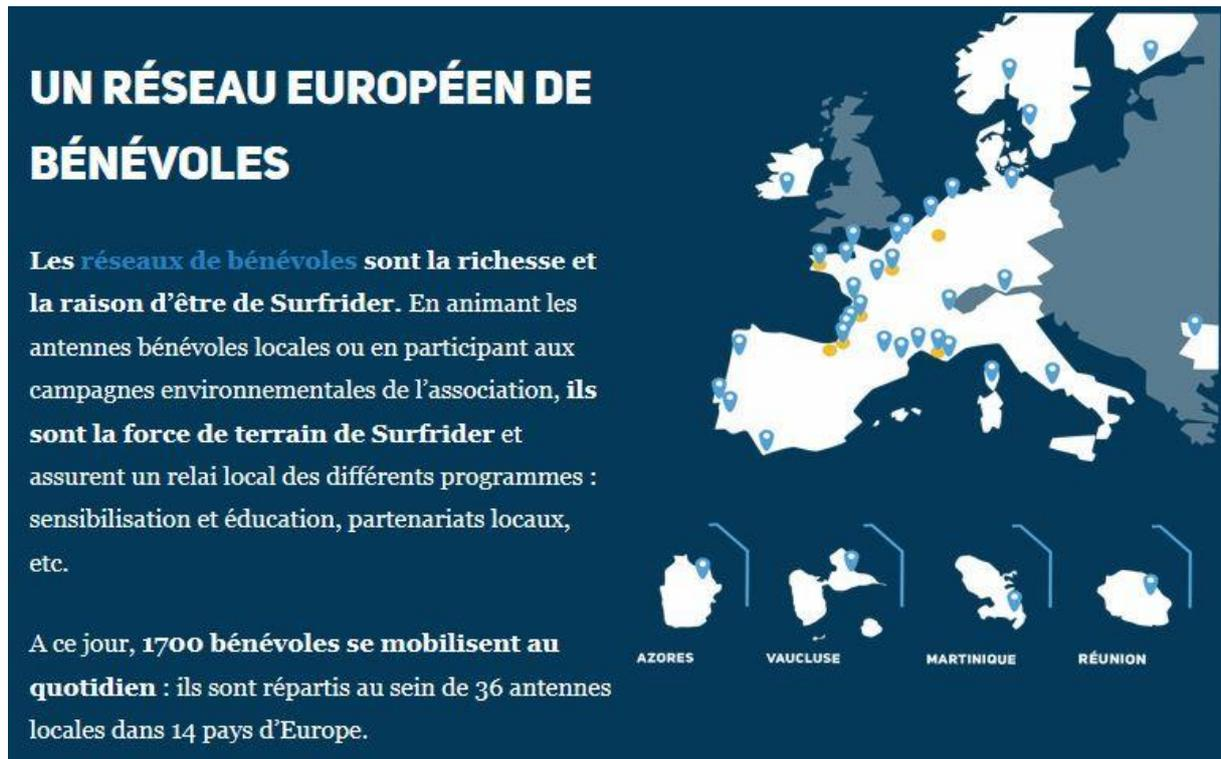 UN RÉSEAU EUROPÉEN DE
BÉNÉVOLES
Les réseaux de bénévoles sont la richesse et
la raison d’être de Surfrider. En animant les
antennes bénévoles locales ou en participant aux
campagnes environnementales de l’association, ils
sont la force de terrain de Surfrider et
assurent un relai local des différents programmes :
sensibilisation et éducation, partenariats locaux,
etc.
A ce jour, 1700 bénévoles se mobilisent au
quotidien : ils sont répartis au sein de 36 antennes
locales dans 14 pays d’Europe.
AZORES
VAUCLUSE
MARTINIQUE
RÉUNION